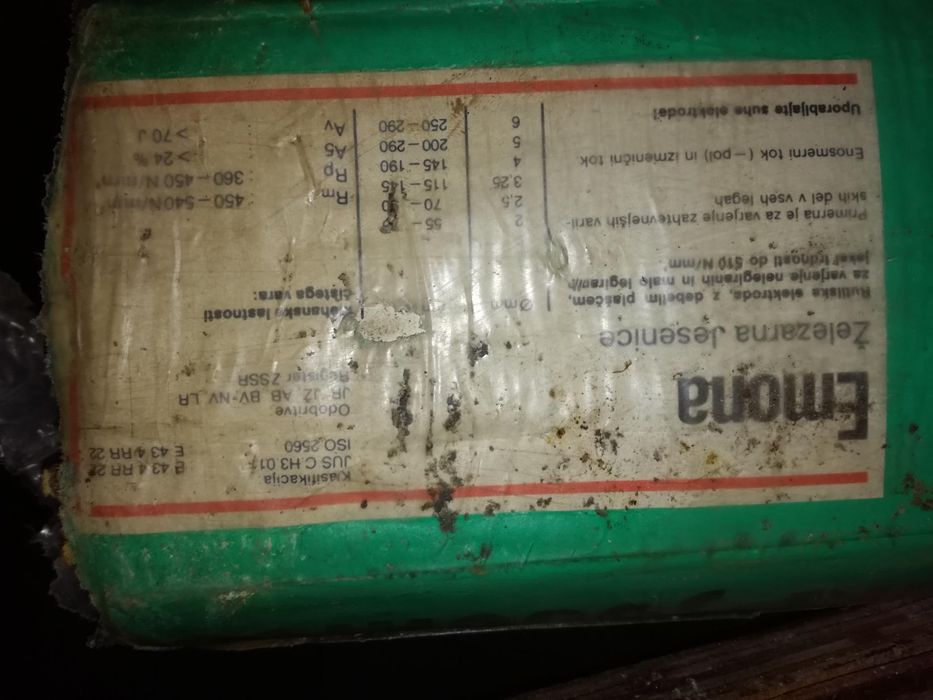 Emona
Železarna Jesenice
Rutilska elektroda, z debelim plaščem,
za varjenje nelegiranih in malo legiranih
jekel trdnosti do 510 N/mm²
Primerna je za varjenje zahtevnejših varil-
skih del v vseh legah
Enosmerni tok ( – pol) in izmenični tok
Uporabljajte suhe elektrode!
Ø mm
2 55 –
2,5 70 –
3,25 115 – 145
4 145 – 190
5 200 – 290
6 250 – 290
Klasifikacija
JUS C H3 011 E 43 4 RR 22
ISO 2560 E 43 4 RR 22
Odobritve
JR JZ AB BV NV LR
Register ZSSR
Mehanske lastnosti
čistega vara:
Rm 450 – 540 N/mm²
Rp 360 – 450 N/mm²
A5 > 24 %
Av > 70 J